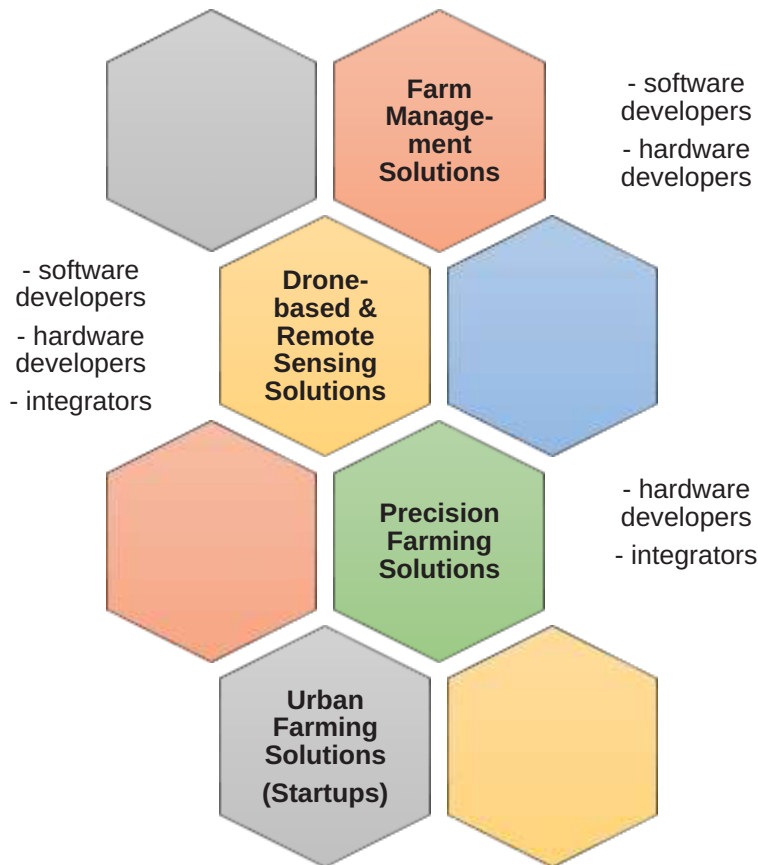 Farm
Manage-
ment
Solutions
- software
developers
- hardware
developers
- software
developers
- hardware
developers
- integrators
Drone-
based &
Remote
Sensing
Solutions
Precision
Farming
Solutions
- hardware
developers
- integrators
Urban
Farming
Solutions
(Startups)